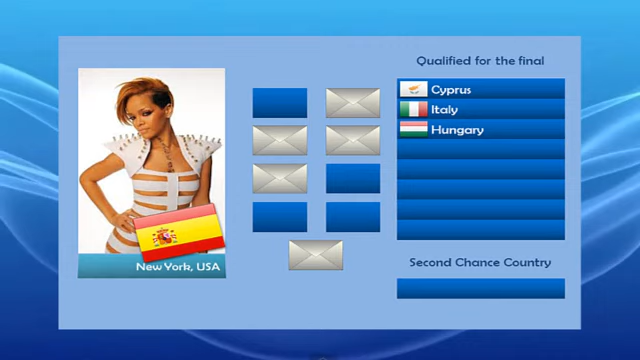 Qualified for the final
Cyprus
Italy
Hungary
New York, USA
Second Chance Country